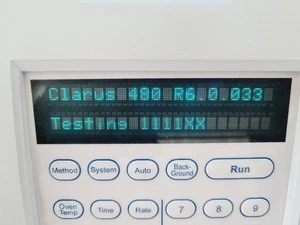 Clarus 480 R6.0.033
Testing 1111XX
Method System Auto Back-Ground Run
Oven Temp Time Rate 7 8 9